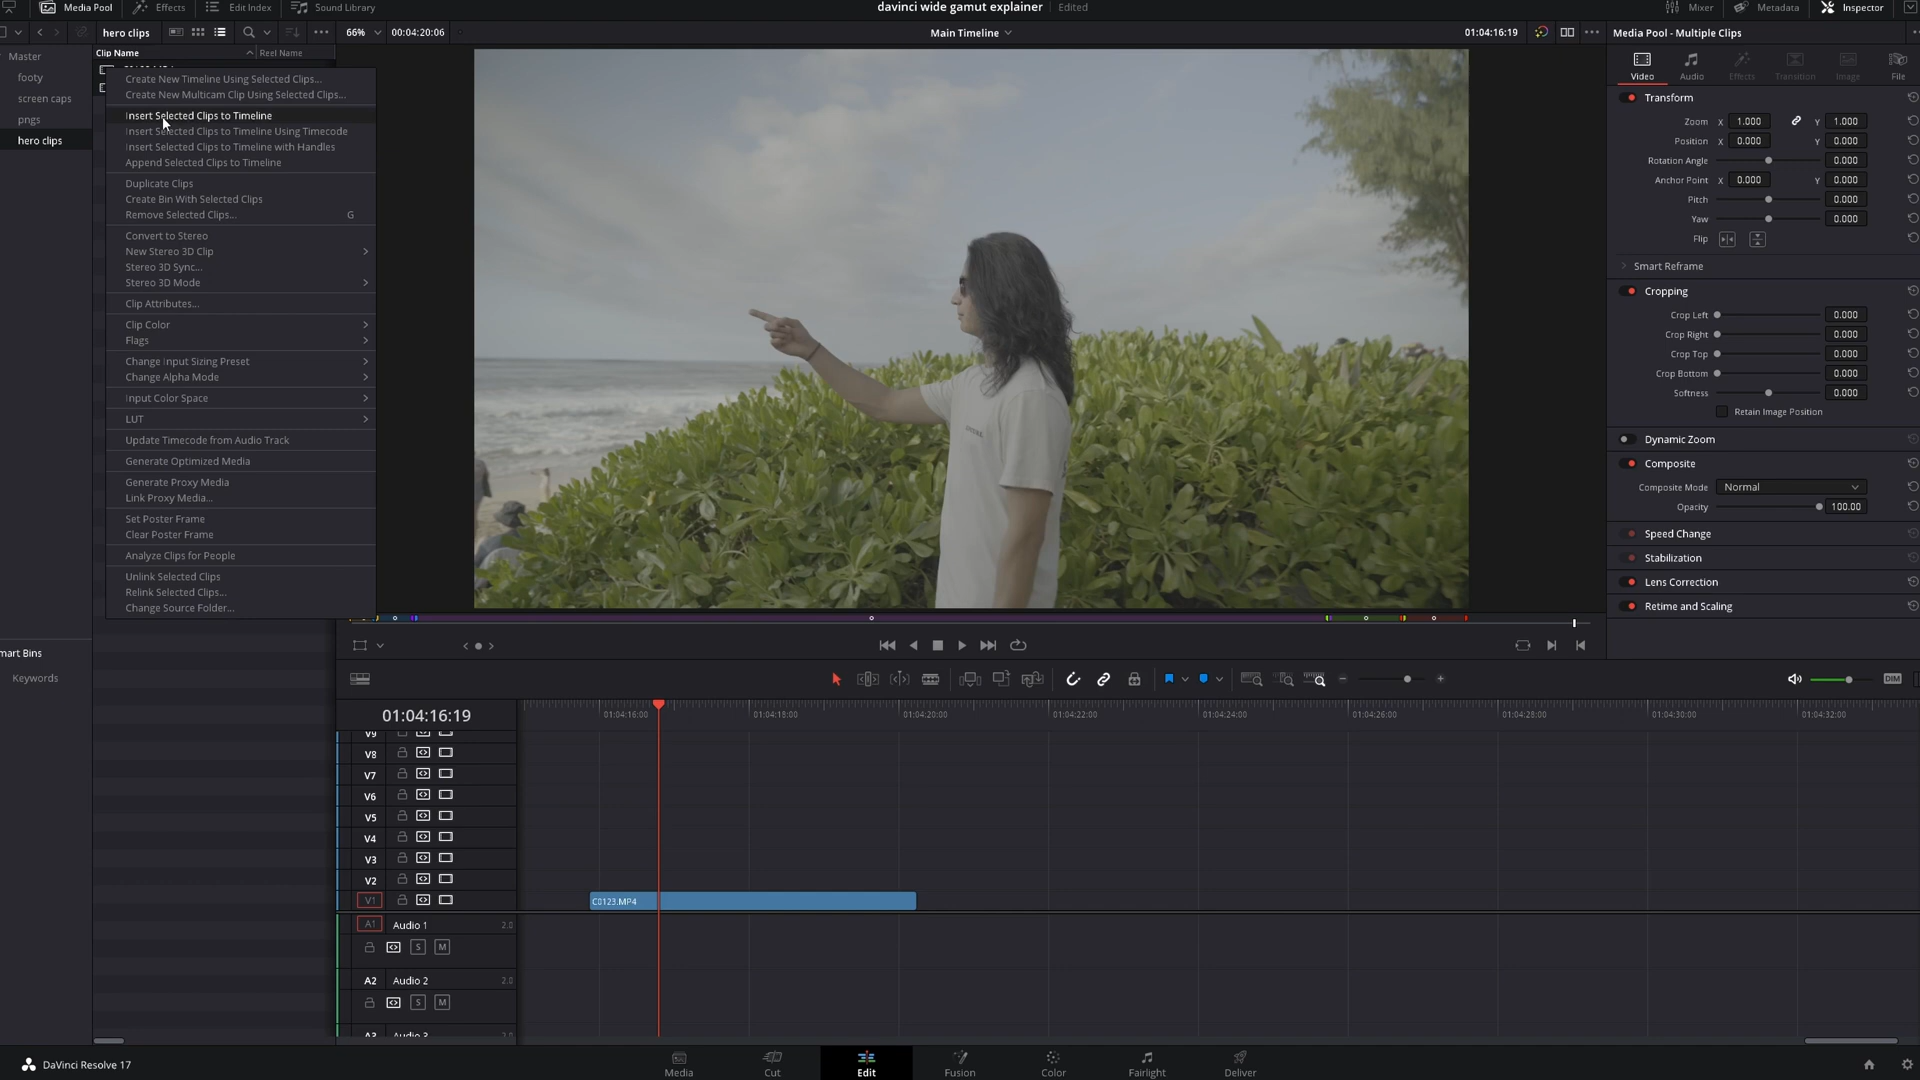 Media Pool
Effects
Edit Index
Sound Library
davinci wide gamut explainer
Edited
Mixer
Metadata
Inspector
hero clips
66%
00:04:20:06
Main Timeline
01:04:16:19
Media Pool - Multiple Clips
Master
footy
screen caps
pngs
hero clips
Clip Name
Reel Name
Create New Timeline Using Selected Clips...
Create New Multicam Clip Using Selected Clips...
Insert Selected Clips to Timeline
Insert Selected Clips to Timeline Using Timecode
Insert Selected Clips to Timeline with Handles
Append Selected Clips to Timeline
Duplicate Clips
Create Bin With Selected Clips
Remove Selected Clips... G
Convert to Stereo
New Stereo 3D Clip
Stereo 3D Sync...
Stereo 3D Mode
Clip Attributes...
Clip Color
Flags
Change Input Sizing Preset
Change Alpha Mode
Input Color Space
LUT
Update Timecode from Audio Track
Generate Optimized Media
Generate Proxy Media
Link Proxy Media...
Set Poster Frame
Clear Poster Frame
Analyze Clips for People
Unlink Selected Clips
Relink Selected Clips...
Change Source Folder...
mart Bins
Keywords
Video
Audio
Effects
Transition
Image
File
Transform
Zoom X 1.000 Y 1.000
Position X 0.000 Y 0.000
Rotation Angle 0.000
Anchor Point X 0.000 Y 0.000
Pitch 0.000
Yaw 0.000
Flip
Smart Reframe
Cropping
Crop Left 0.000
Crop Right 0.000
Crop Top 0.000
Crop Bottom 0.000
Softness 0.000
Retain Image Position
Dynamic Zoom
Composite
Composite Mode Normal
Opacity 100.00
Speed Change
Stabilization
Lens Correction
Retime and Scaling
DIM
01:04:16:19
01:04:16:00
01:04:18:00
01:04:20:00
01:04:22:00
01:04:24:00
01:04:26:00
01:04:28:00
01:04:30:00
01:04:32:00
V9
V8
V7
V6
V5
V4
V3
V2
V1
C0123.MP4
A1 Audio 1 2.0
S M
A2 Audio 2 2.0
S M
A3 Audio 3
DaVinci Resolve 17
Media
Cut
Edit
Fusion
Color
Fairlight
Deliver